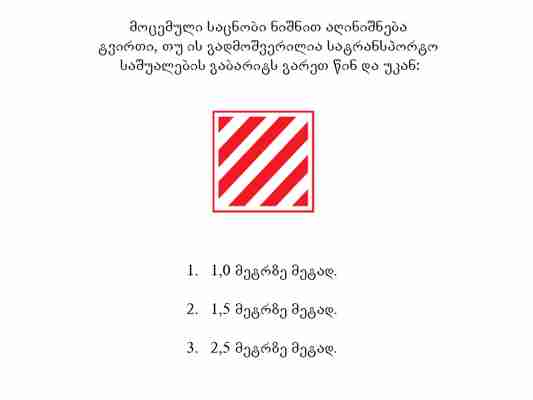 მოცემული საცნობი ნიშნით აღინიშნება
ტვირთი, თუ ის გადმოშვერილია სატრანსპორტო
საშუალების გაბარიტს გარეთ წინ და უკან:
1. 1,0 მეტრზე მეტად.
2. 1,5 მეტრზე მეტად.
3. 2,5 მეტრზე მეტად.